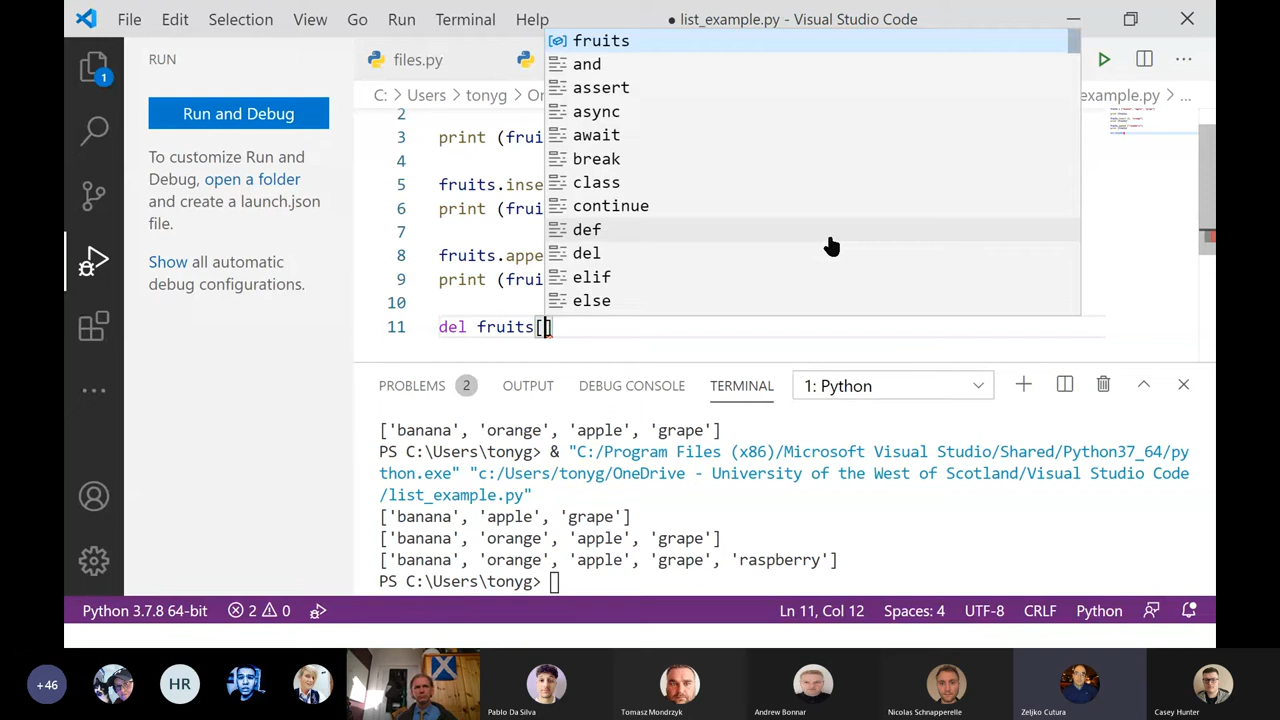 File Edit Selection View Go Run Terminal Help ● list_example.py - Visual Studio Code
RUN
files.py
1
Run and Debug
To customize Run and
Debug, open a folder
and create a launch.json
file.
Show all automatic
debug configurations.
C: > Users > tonyg > On
example.py > ...
fruits
and
assert
async
await
break
class
continue
def
del
elif
else
2
3 print (frui
4
5 fruits.inse
6 print (frui
7
8 fruits.appe
9 print (frui
10
11 del fruits[]
PROBLEMS 2 OUTPUT DEBUG CONSOLE TERMINAL 1: Python
['banana', 'orange', 'apple', 'grape']
PS C:\Users\tonyg> & "C:/Program Files (x86)/Microsoft Visual Studio/Shared/Python37_64/py
thon.exe" "c:/Users/tonyg/OneDrive - University of the West of Scotland/Visual Studio Code
/list_example.py"
['banana', 'apple', 'grape']
['banana', 'orange', 'apple', 'grape']
['banana', 'orange', 'apple', 'grape', 'raspberry']
PS C:\Users\tonyg>
Python 3.7.8 64-bit 2 0 Ln 11, Col 12 Spaces: 4 UTF-8 CRLF Python
+46 HR Pablo Da Silva Tomasz Mondrzyk Andrew Bonnar Nicolas Schnapperelle Zeljko Cutura Casey Hunter